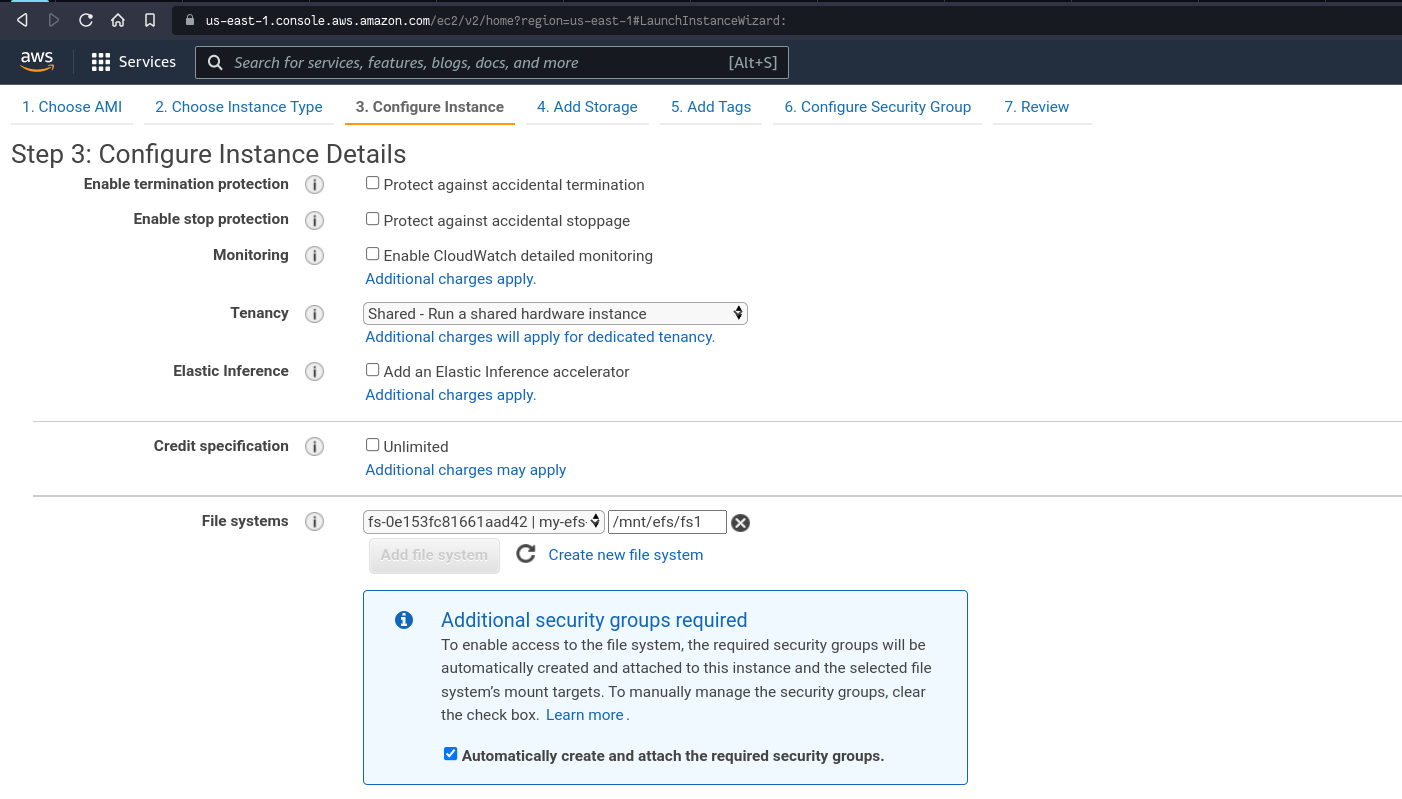 us-east-1.console.aws.amazon.com/ec2/v2/home?region=us-east-1#LaunchInstanceWizard:
aws Services Search for services, features, blogs, docs, and more [Alt+S]
1. Choose AMI 2. Choose Instance Type 3. Configure Instance 4. Add Storage 5. Add Tags 6. Configure Security Group 7. Review
Step 3: Configure Instance Details
Enable termination protection i Protect against accidental termination
Enable stop protection i Protect against accidental stoppage
Monitoring i Enable CloudWatch detailed monitoring
Additional charges apply.
Tenancy i Shared - Run a shared hardware instance
Additional charges will apply for dedicated tenancy.
Elastic Inference i Add an Elastic Inference accelerator
Additional charges apply.
Credit specification i Unlimited
Additional charges may apply
File systems i fs-0e153fc81661aad42 | my-efs- /mnt/efs/fs1
Add file system Create new file system
Additional security groups required
To enable access to the file system, the required security groups will be
automatically created and attached to this instance and the selected file
system's mount targets. To manually manage the security groups, clear
the check box. Learn more.
Automatically create and attach the required security groups.